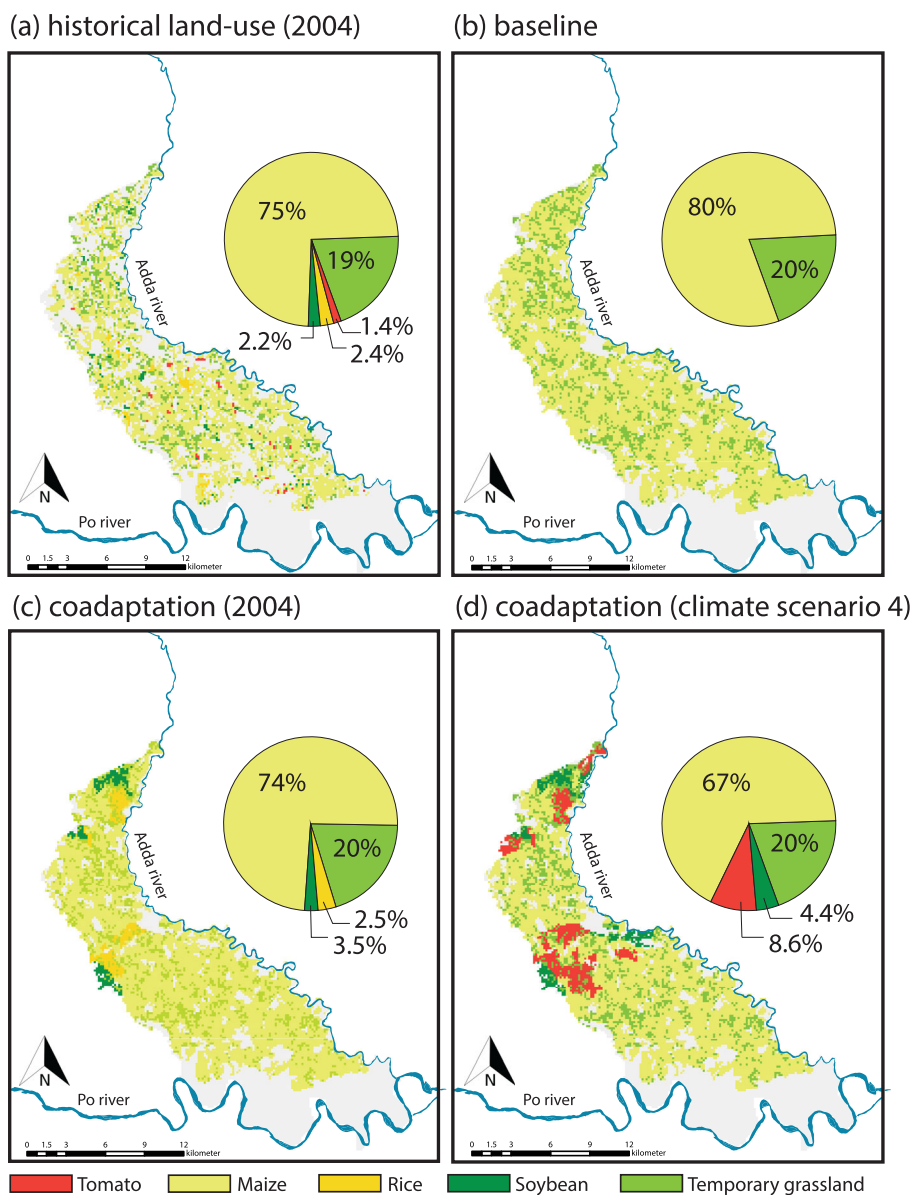 (a) historical land-use (2004)
75%
19%
2.2%
1.4%
2.4%
Adda river
N
Po river
0 1.5 3 6 9 12
kilometer
(b) baseline
80%
20%
Adda river
N
Po river
0 1.5 3 6 9 12
kilometer
(c) coadaptation (2004)
74%
20%
2.5%
3.5%
Adda river
N
Po river
0 1.5 3 6 9 12
kilometer
(d) coadaptation (climate scenario 4)
67%
20%
4.4%
8.6%
Adda river
N
Po river
0 1.5 3 6 9 12
kilometer
Tomato Maize Rice Soybean Temporary grassland